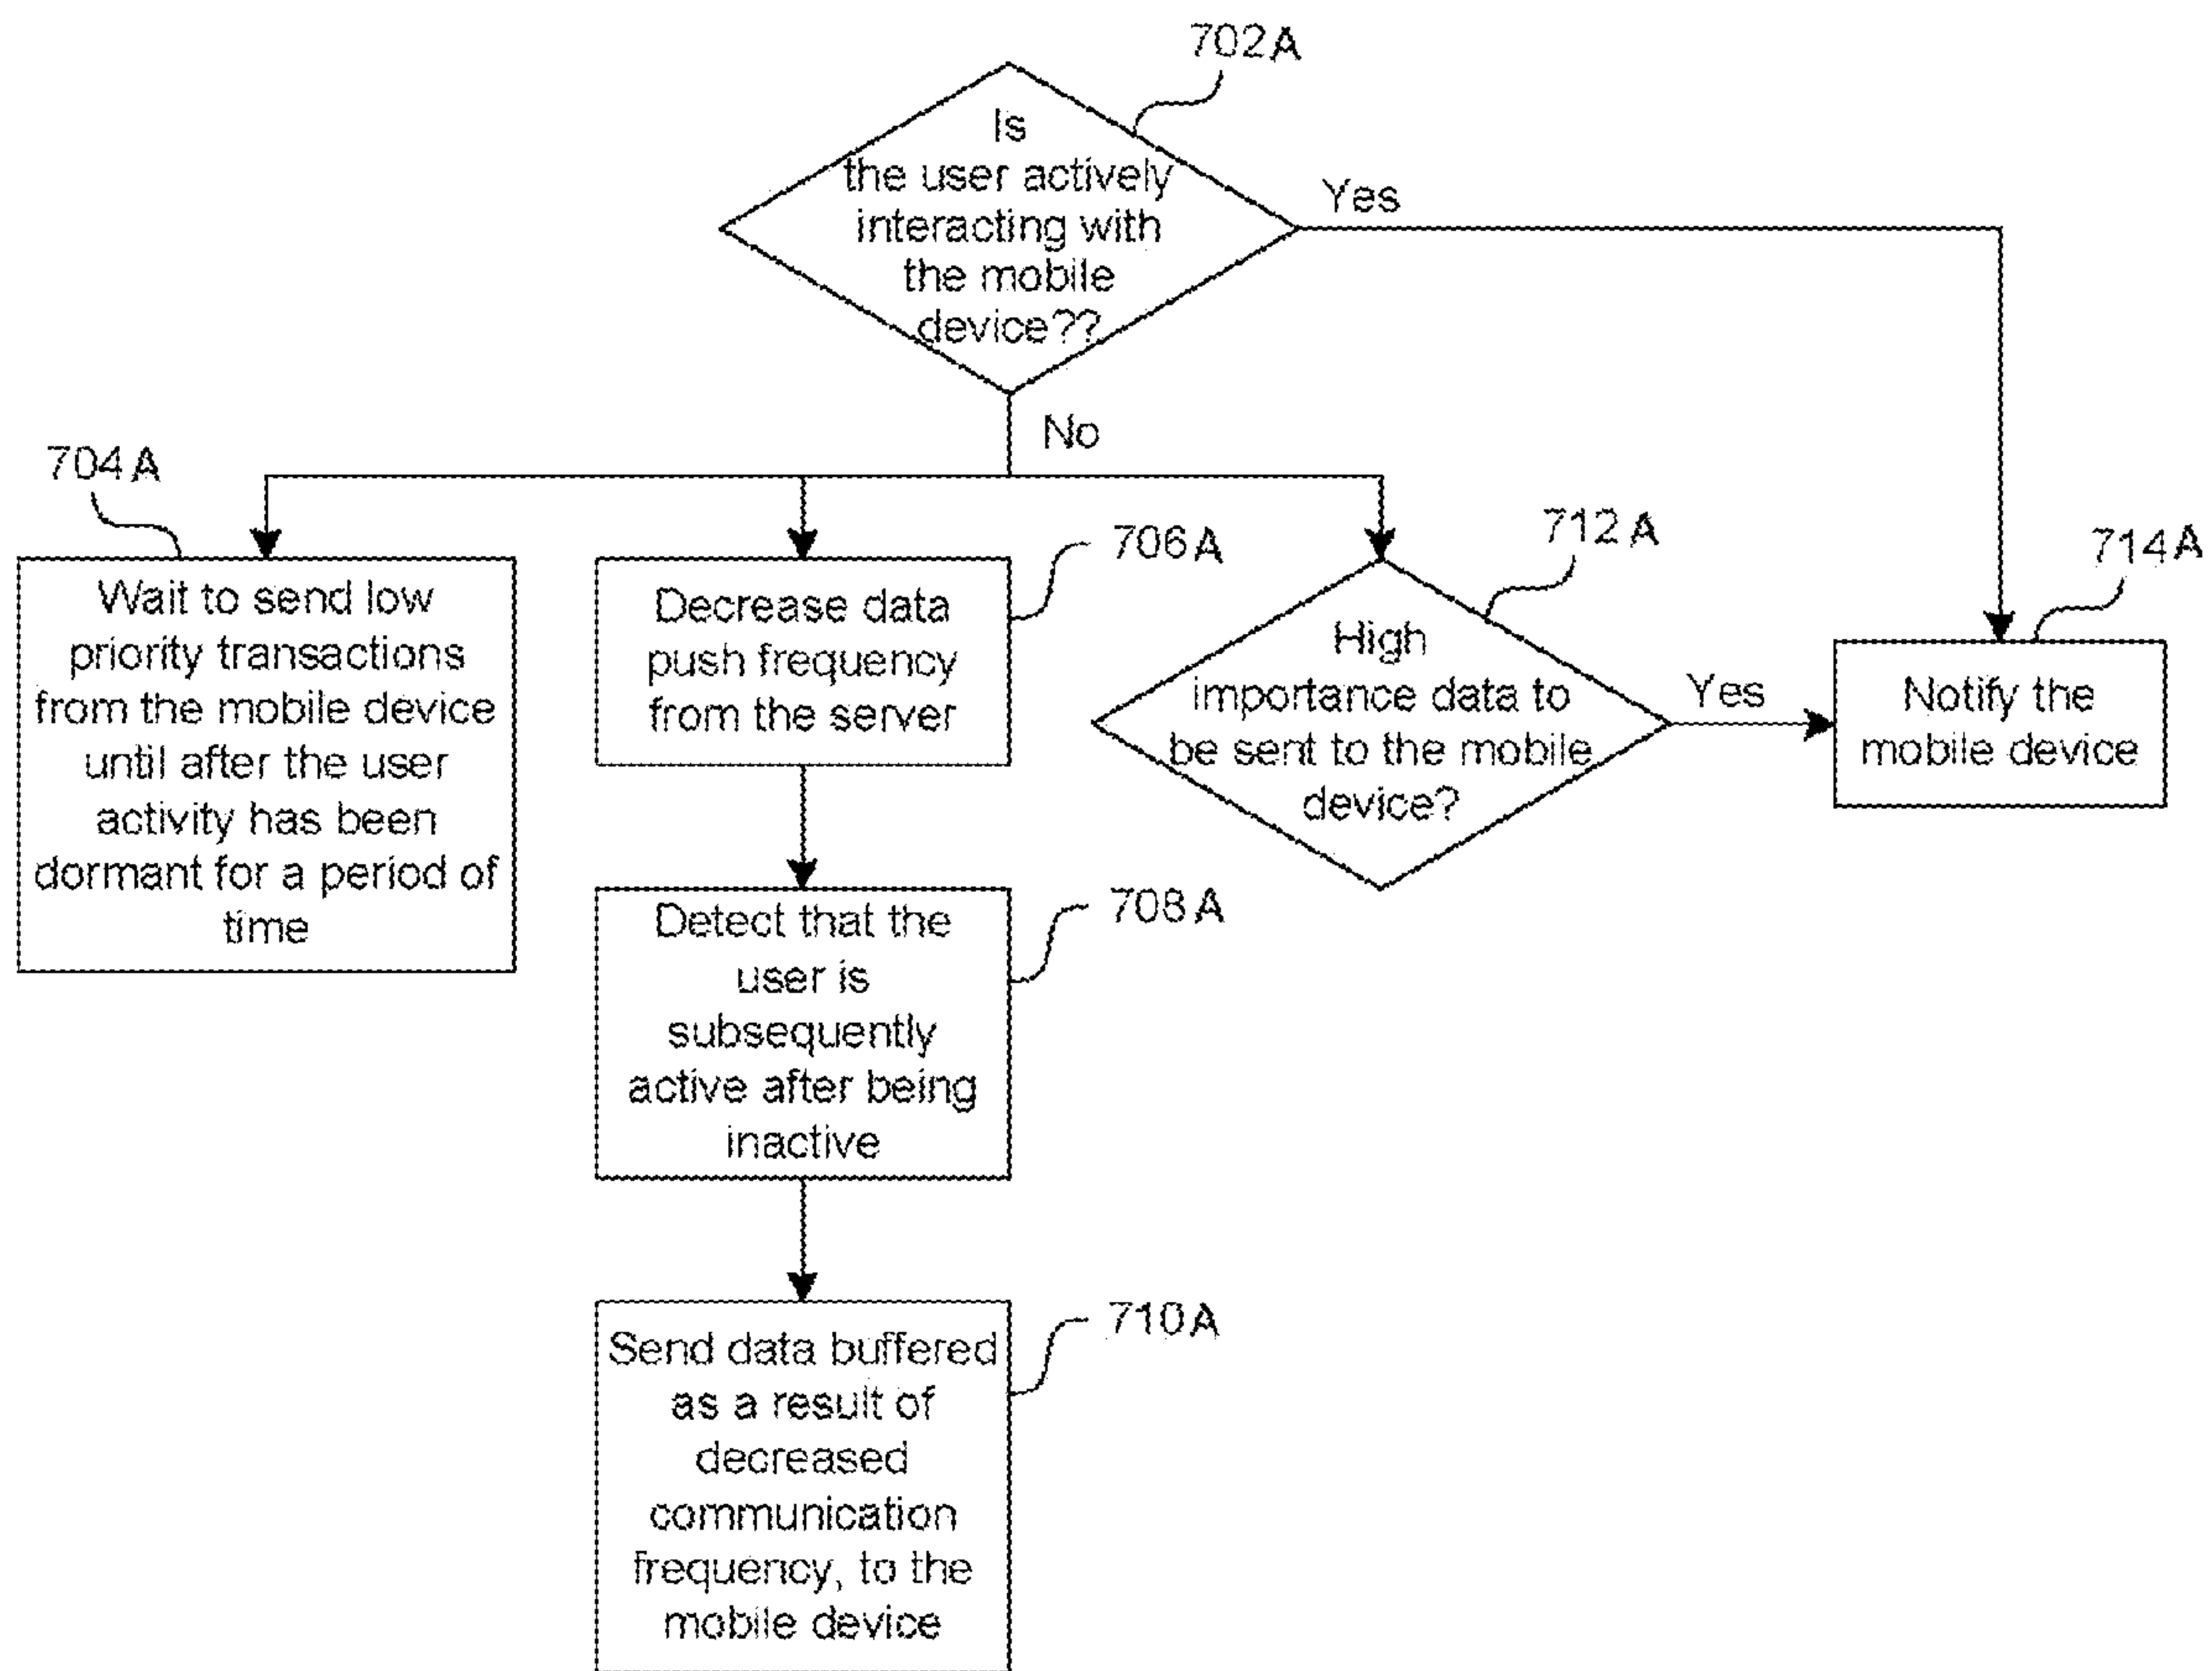 702A
Is
the user actively
interacting with
the mobile
device??
Yes
No
704A
Wait to send low
priority transactions
from the mobile device
until after the user
activity has been
dormant for a period of
time
706A
Decrease data
push frequency
from the server
712A
High
importance data to
be sent to the mobile
device?
Yes
714A
Notify the
mobile device
708A
Detect that the
user is
subsequently
active after being
inactive
710A
Send data buffered
as a result of
decreased
communication
frequency, to the
mobile device